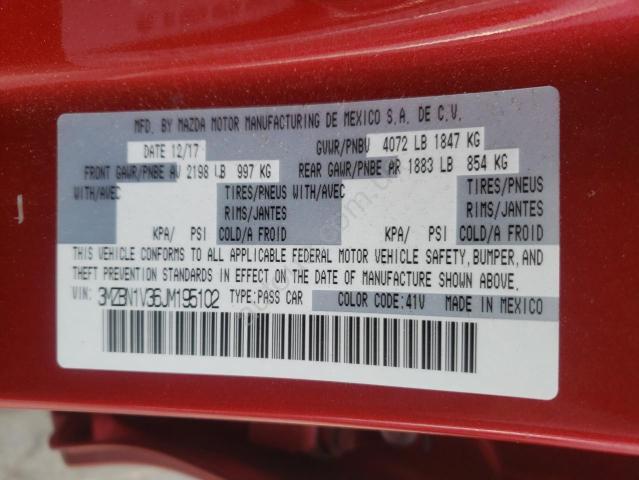 MFD. BY MAZDA MOTOR MANUFACTURING DE MEXICO S.A. DE C.V.
DATE 12/17 GVWR/PNBV 4072 LB 1847 KG
FRONT GAWR/PNBE AV 2198 LB 997 KG REAR GAWR/PNBE AR 1883 LB 854 KG
WITH/AVEC TIRES/PNEUS WITH/AVEC TIRES/PNEUS
RIMS/JANTES RIMS/JANTES
KPA/ PSI COLD/A FROID KPA/ PSI COLD/A FROID
THIS VEHICLE CONFORMS TO ALL APPLICABLE FEDERAL MOTOR VEHICLE SAFETY, BUMPER, AND
THEFT PREVENTION STANDARDS IN EFFECT ON THE DATE OF MANUFACTURE SHOWN ABOVE.
VIN: 3MZBN1V36JM195102 TYPE: PASS CAR COLOR CODE: 41V MADE IN MEXICO